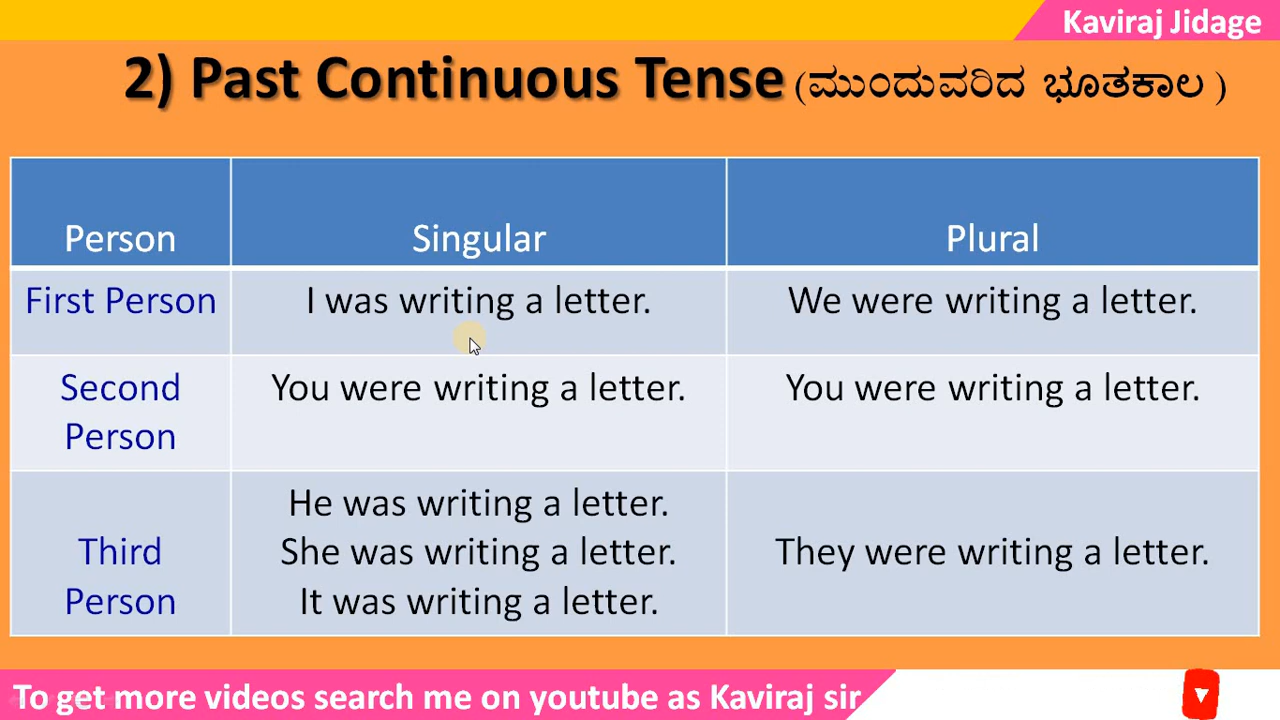 Kaviraj Jidage
2) Past Continuous Tense (ಮುಂದುವರಿದ ಭೂತಕಾಲ )
Person Singular Plural
First Person I was writing a letter. We were writing a letter.
Second Person You were writing a letter. You were writing a letter.
He was writing a letter.
Third Person She was writing a letter. They were writing a letter.
It was writing a letter.
To get more videos search me on youtube as Kaviraj sir